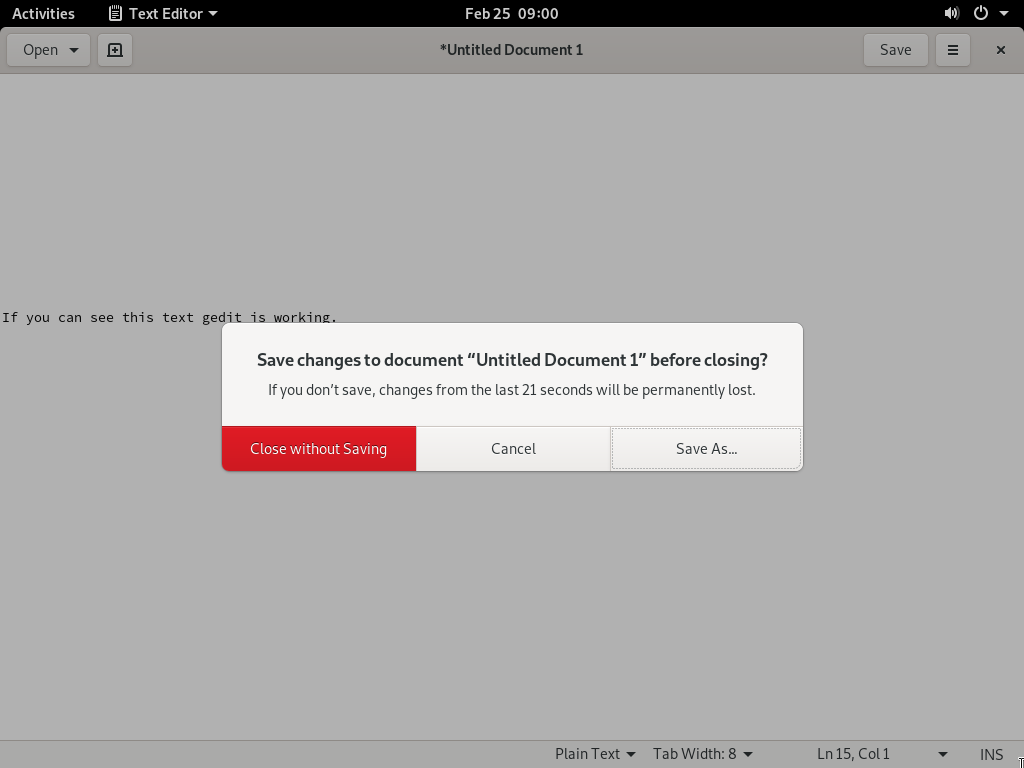 Activities Text Editor Feb 25 09:00
Open *Untitled Document 1 Save
If you can see this text gedit is working.
Save changes to document “Untitled Document 1” before closing?
If you don’t save, changes from the last 21 seconds will be permanently lost.
Close without Saving Cancel Save As…
Plain Text Tab Width: 8 Ln 15, Col 1 INS